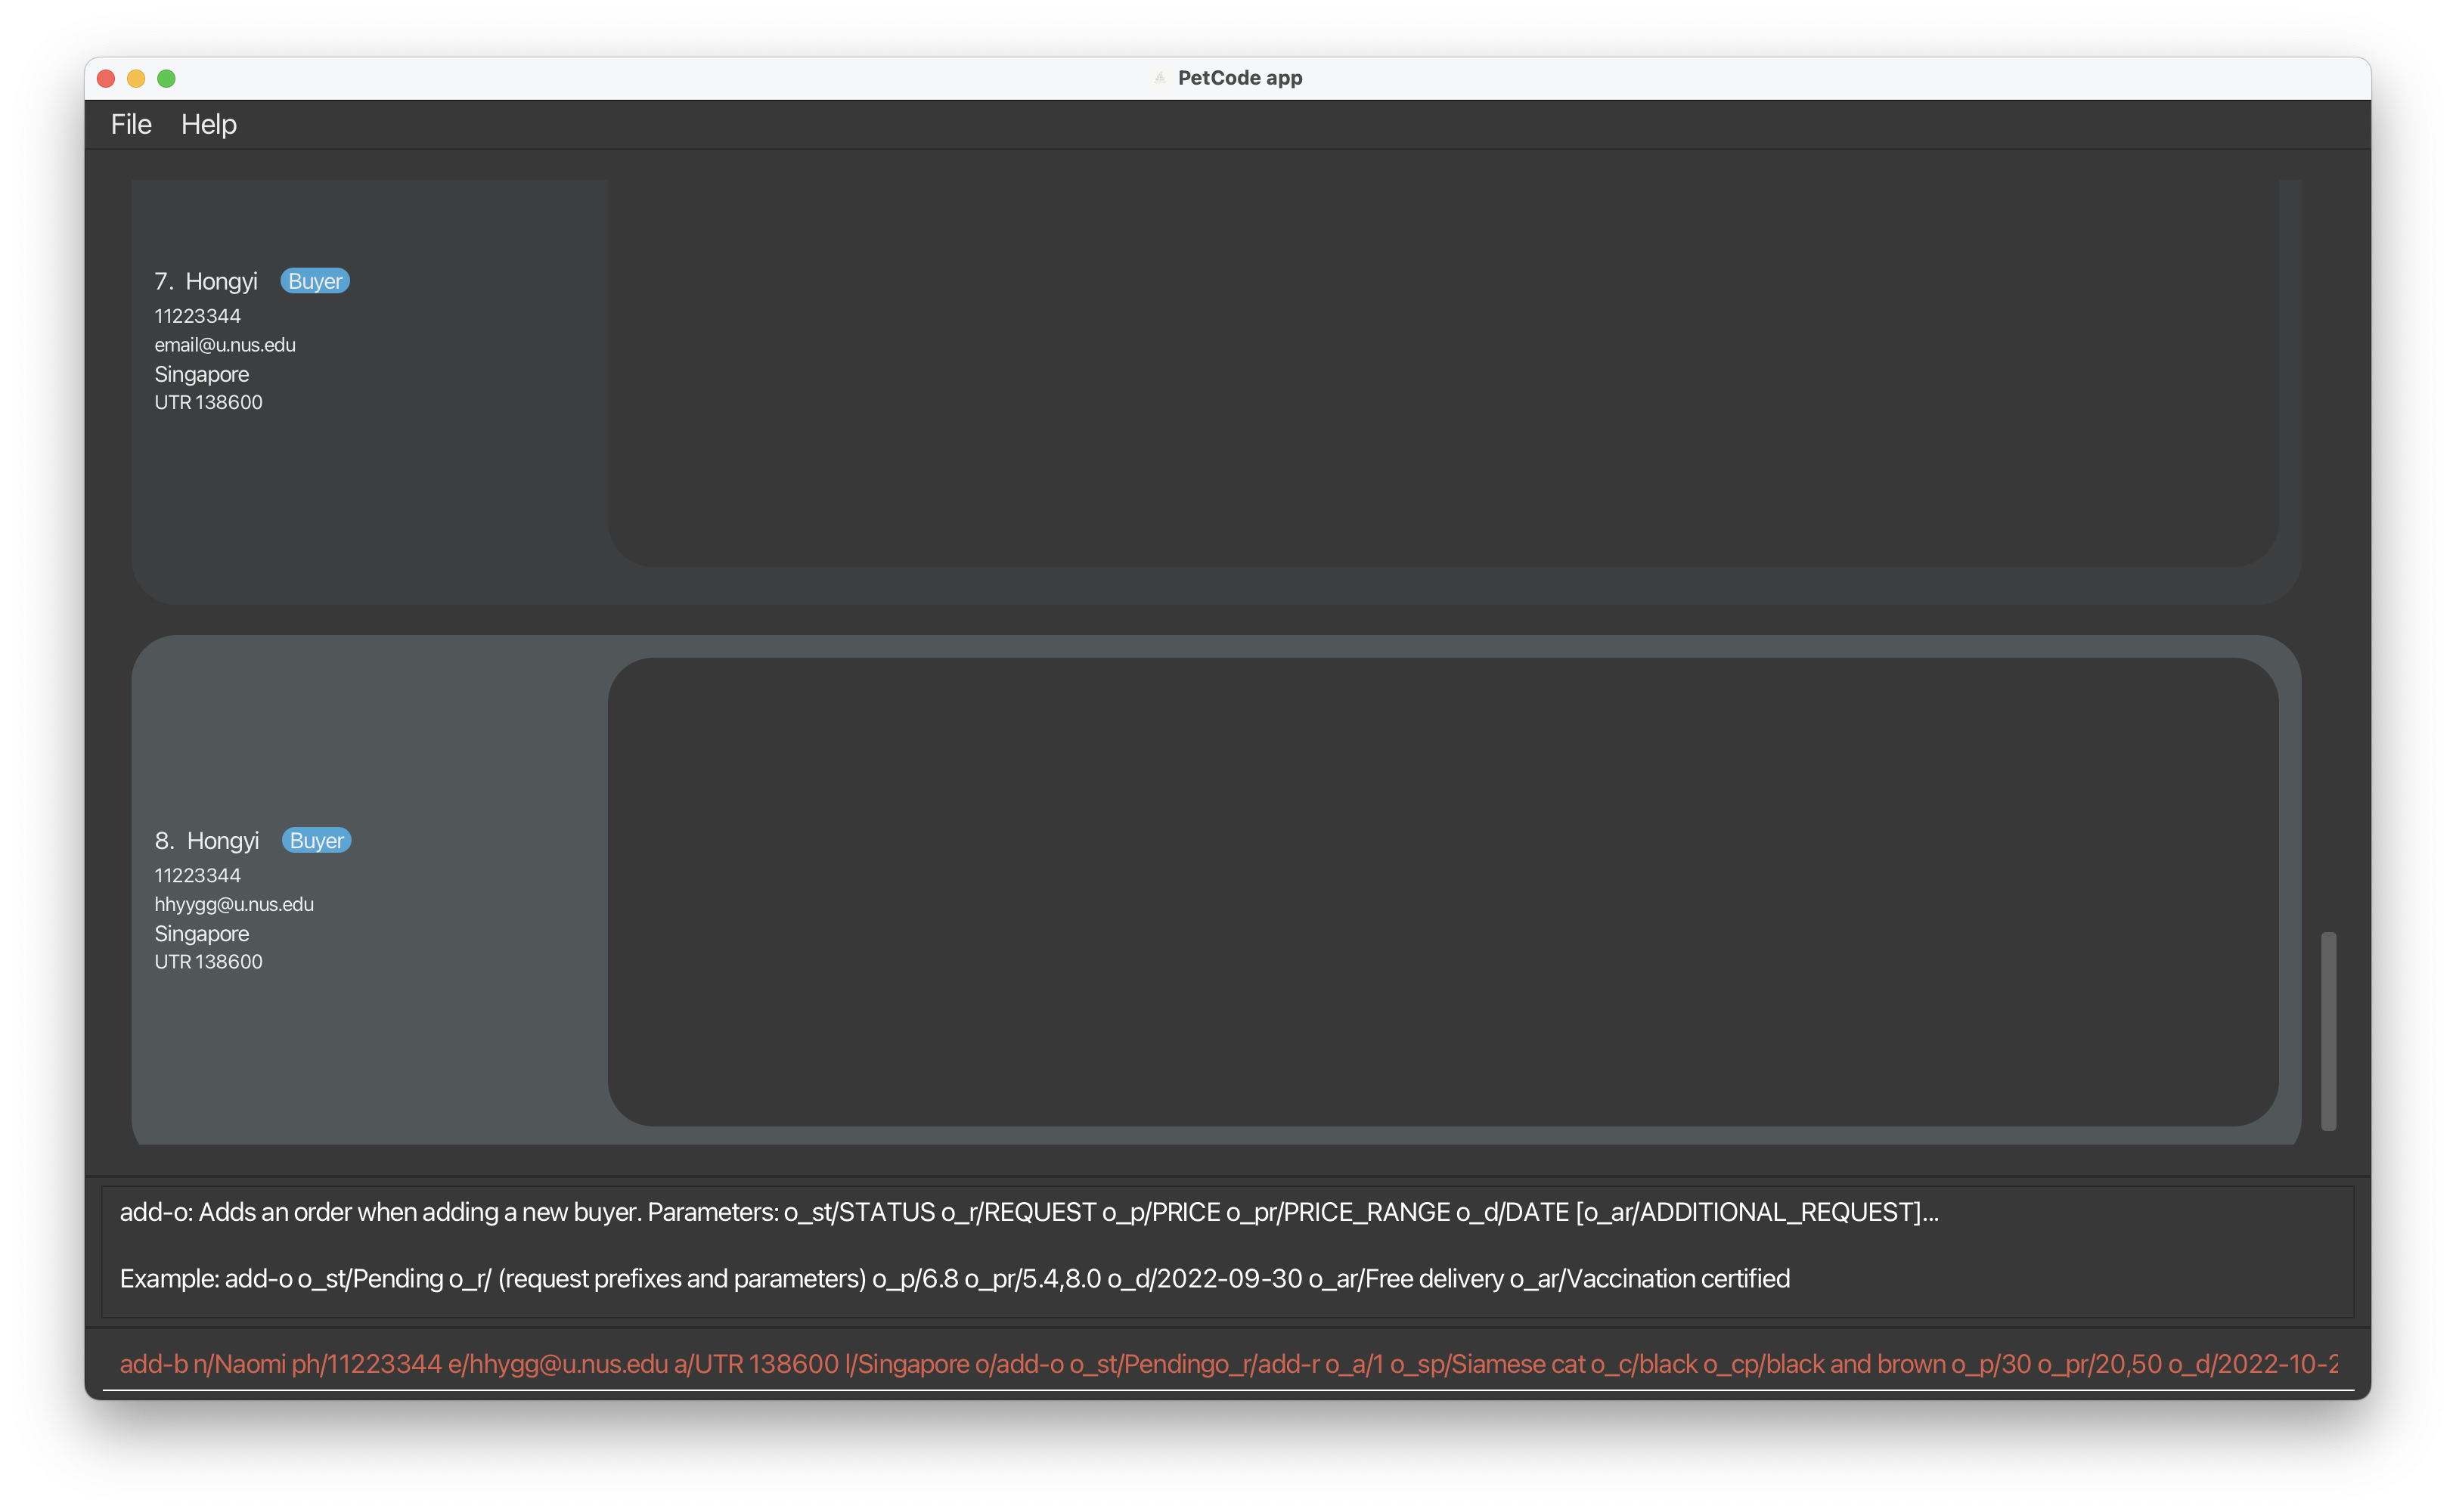 PetCode app
File Help
7. Hongyi Buyer
11223344
email@u.nus.edu
Singapore
UTR 138600
8. Hongyi Buyer
11223344
hhyygg@u.nus.edu
Singapore
UTR 138600
add-o: Adds an order when adding a new buyer. Parameters: o_st/STATUS o_r/REQUEST o_p/PRICE o_pr/PRICE_RANGE o_d/DATE [o_ar/ADDITIONAL_REQUEST]...
Example: add-o o_st/Pending o_r/ (request prefixes and parameters) o_p/6.8 o_pr/5.4,8.0 o_d/2022-09-30 o_ar/Free delivery o_ar/Vaccination certified
add-b n/Naomi ph/11223344 e/hhygg@u.nus.edu a/UTR 138600 l/Singapore o/add-o o_st/Pendingo_r/add-r o_a/1 o_sp/Siamese cat o_c/black o_cp/black and brown o_p/30 o_pr/20,50 o_d/2022-10-2